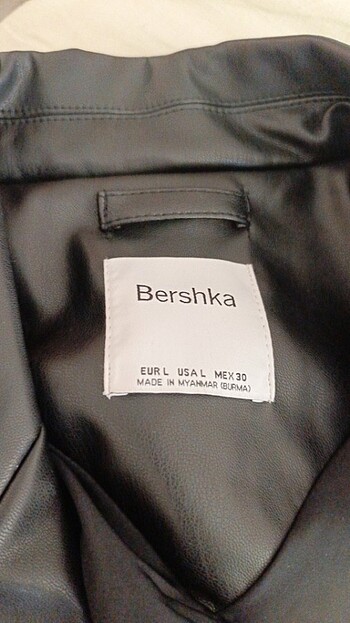 Bershka
EUR L USA L MEX 30
MADE IN MYANMAR (BURMA)